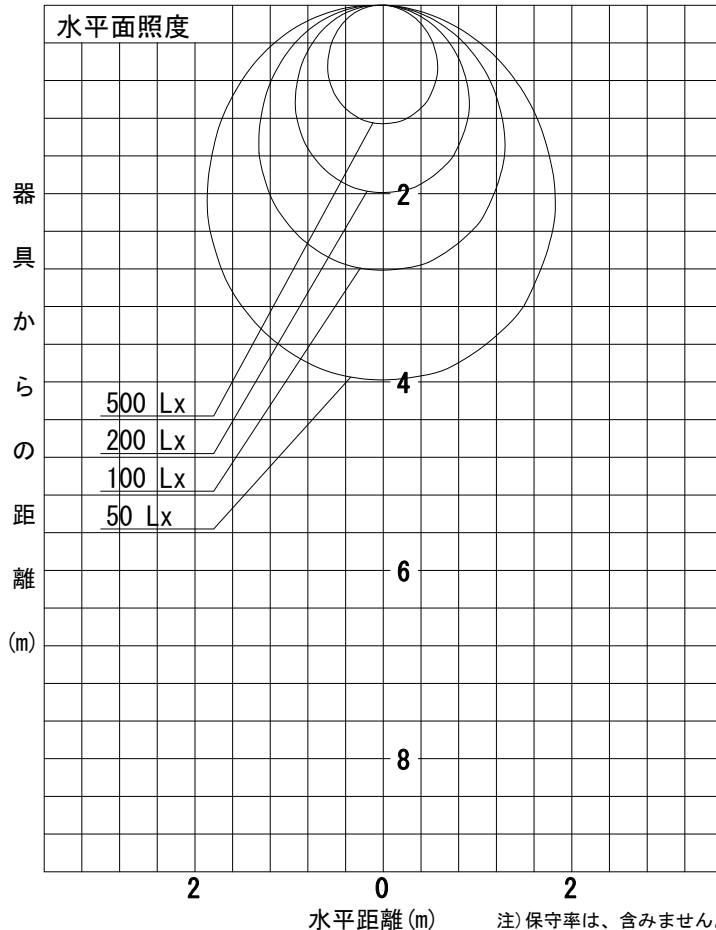 水平面照度
器具からの距離(m)
2
4
6
8
500 Lx
200 Lx
100 Lx
50 Lx
2 0 2
水平距離(m)
注)保守率は、含みません。